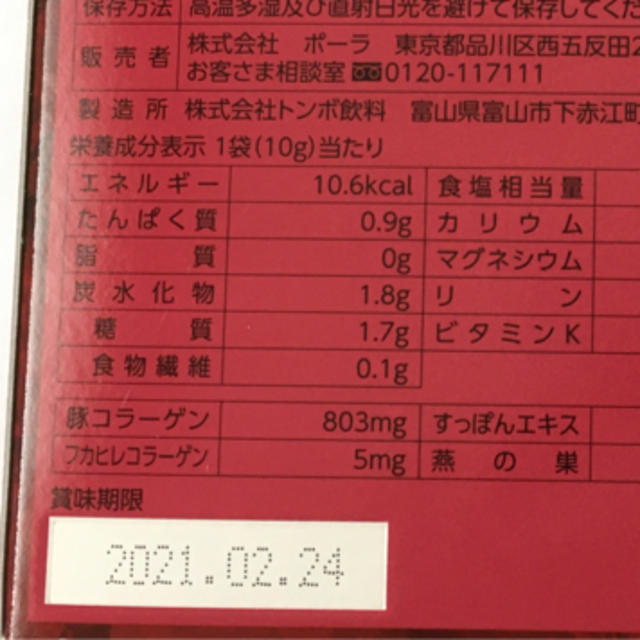 保存方法 高温多湿及び直射日光を避けて保存してくだ
販売者 株式会社 ポーラ 東京都品川区西五反田2
お客さま相談室 0120-117111
製造所 株式会社トンボ飲料 富山県富山市下赤江町
栄養成分表示 1袋(10g)当たり
エネルギー 10.6kcal 食塩相当量
たんぱく質 0.9g カリウム
脂質 0g マグネシウム
炭水化物 1.8g リン
糖質 1.7g ビタミンK
食物繊維 0.1g
豚コラーゲン 803mg すっぽんエキス
フカヒレコラーゲン 5mg 燕の巣
賞味期限
2021.02.24